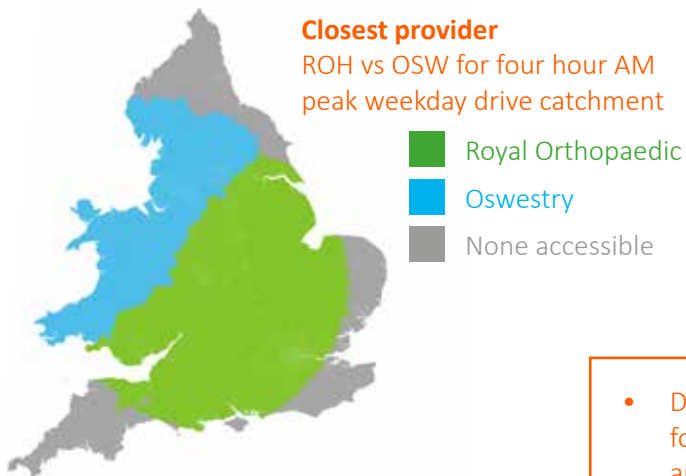 Closest provider
ROH vs OSW for four hour AM
peak weekday drive catchment
Royal Orthopaedic
Oswestry
None accessible
•